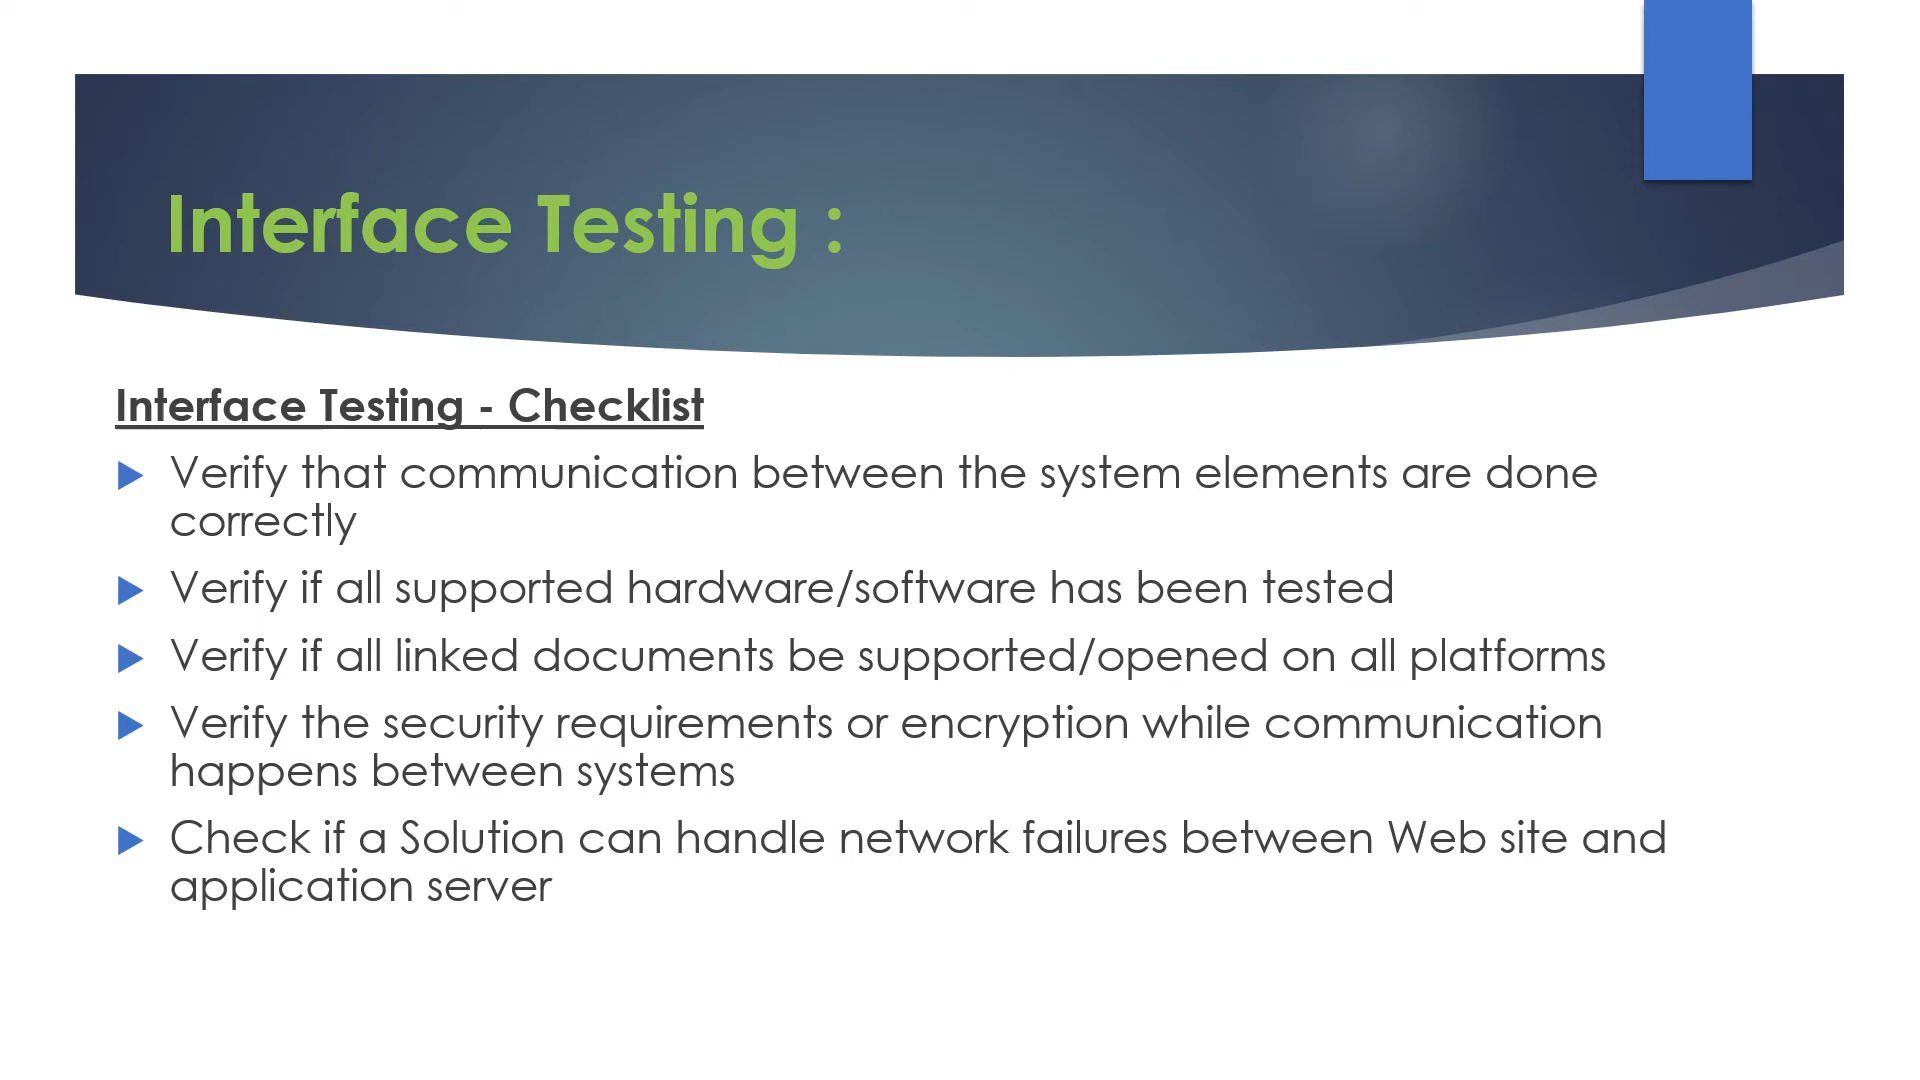 Interface Testing :
Interface Testing - Checklist
Verify that communication between the system elements are done
correctly
Verify if all supported hardware/software has been tested
Verify if all linked documents be supported/opened on all platforms
Verify the security requirements or encryption while communication
happens between systems
Check if a Solution can handle network failures between Web site and
application server